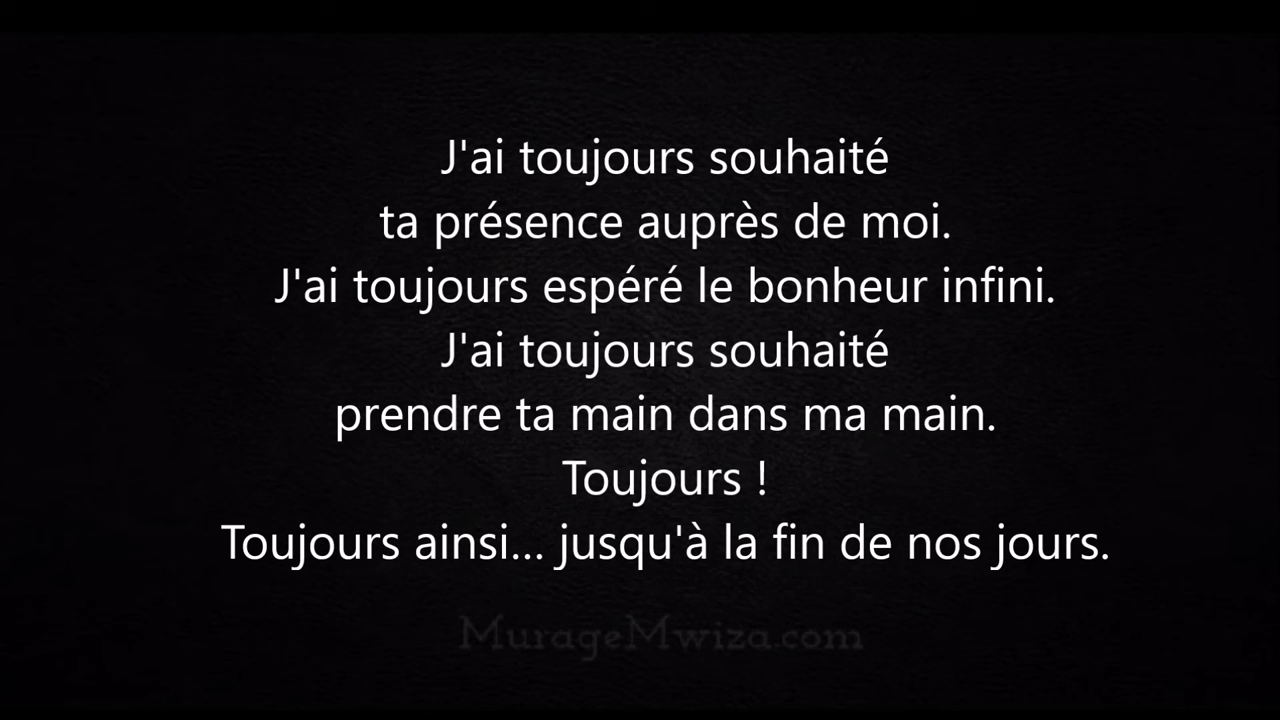 J'ai toujours souhaité
ta présence auprès de moi.
J'ai toujours espéré le bonheur infini.
J'ai toujours souhaité
prendre ta main dans ma main.
Toujours !
Toujours ainsi... jusqu'à la fin de nos jours.
MurageMwiza.com